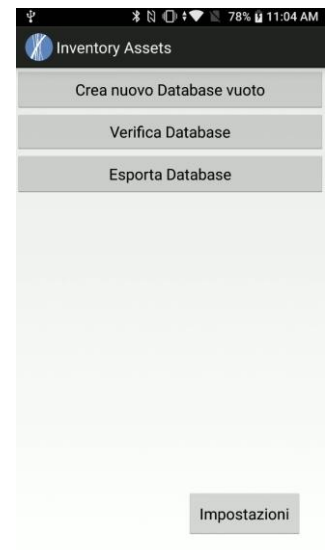 78% 11:04 AM
Inventory Assets
Crea nuovo Database vuoto
Verifica Database
Esporta Database
Impostazioni